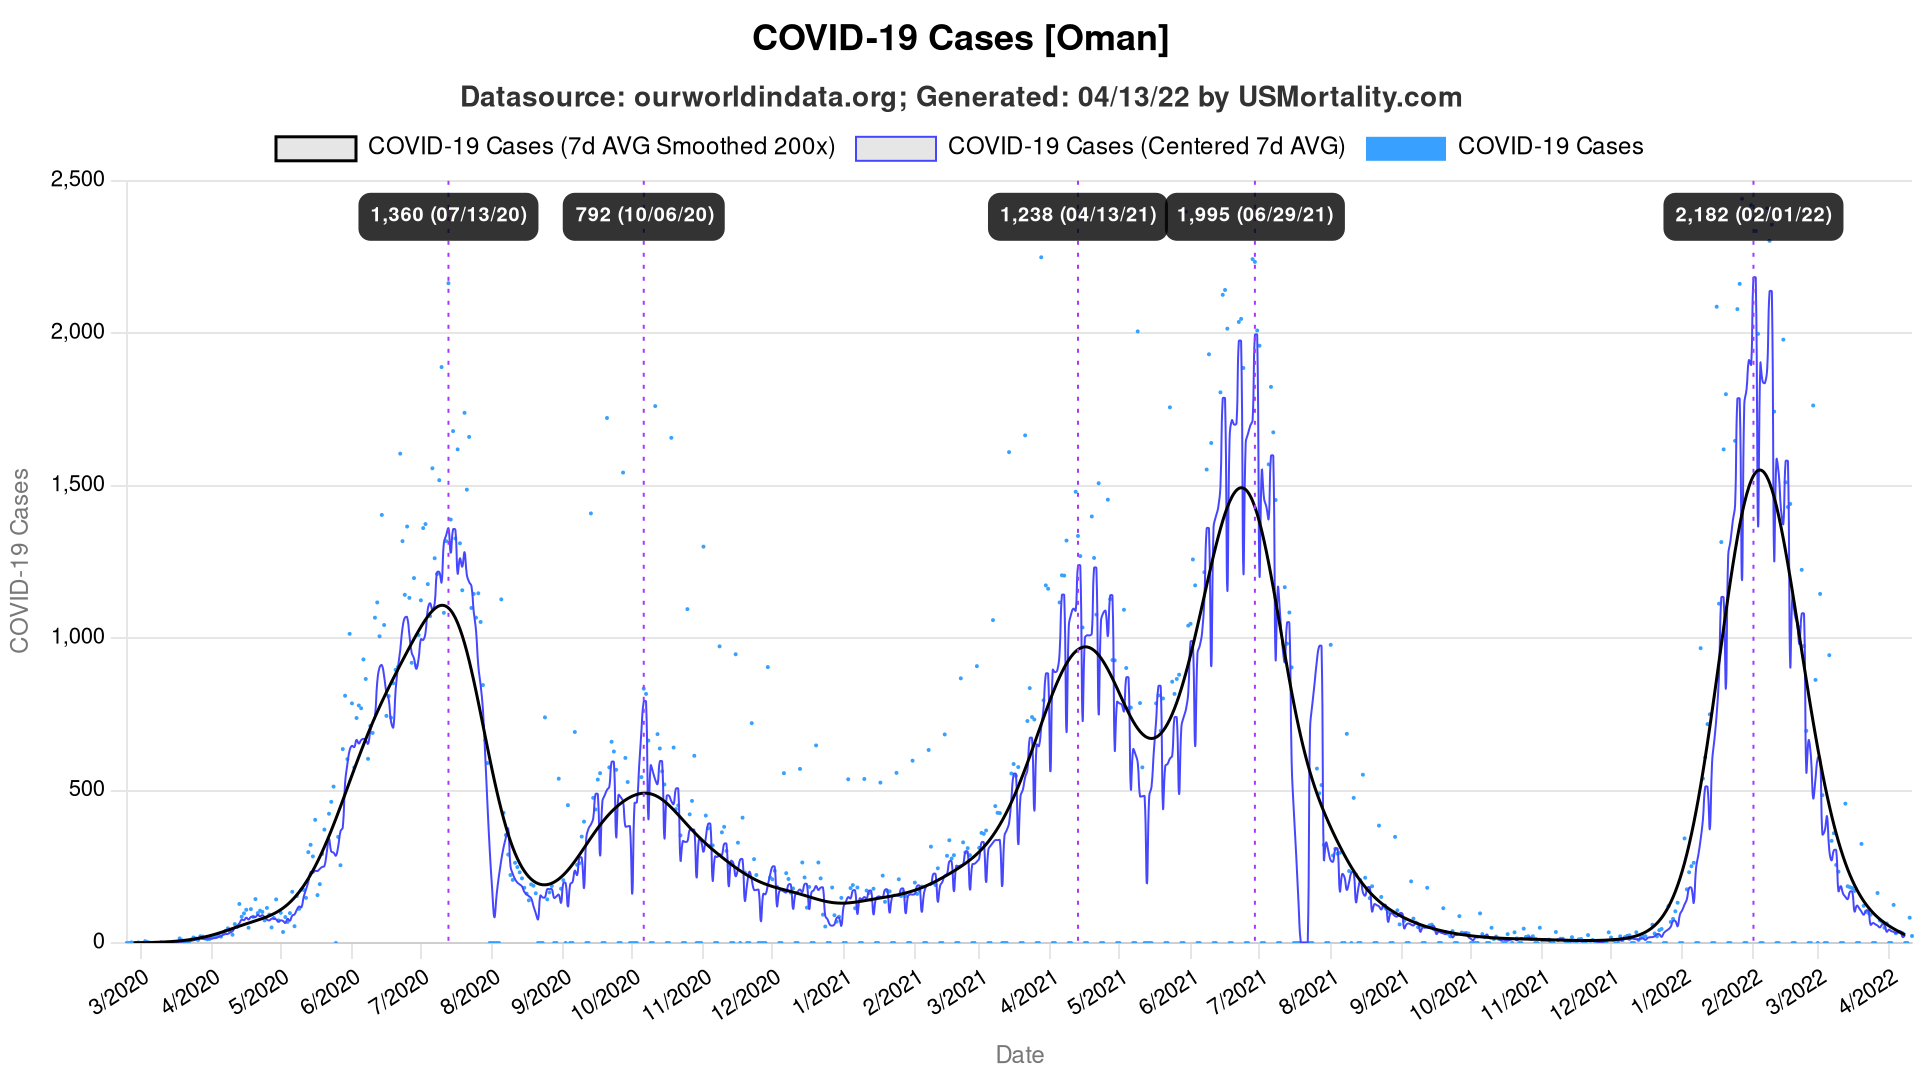 COVID-19 Cases [Oman]
Datasource: ourworldindata.org; Generated: 04/13/22 by USMortality.com
COVID-19 Cases (7d AVG Smoothed 200x) COVID-19 Cases (Centered 7d AVG) COVID-19 Cases
2,500
1,360 (07/13/20) 792 (10/06/20) 1,238 (04/13/21) 1,995 (06/29/21) 2,182 (02/01/22)
2,000
1,500
1,000
500
0
COVID-19 Cases
3/2020 4/2020 5/2020 6/2020 7/2020 8/2020 9/2020 10/2020 11/2020 12/2020 1/2021 2/2021 3/2021 4/2021 5/2021 6/2021 7/2021 8/2021 9/2021 10/2021 11/2021 12/2021 1/2022 2/2022 3/2022 4/2022
Date